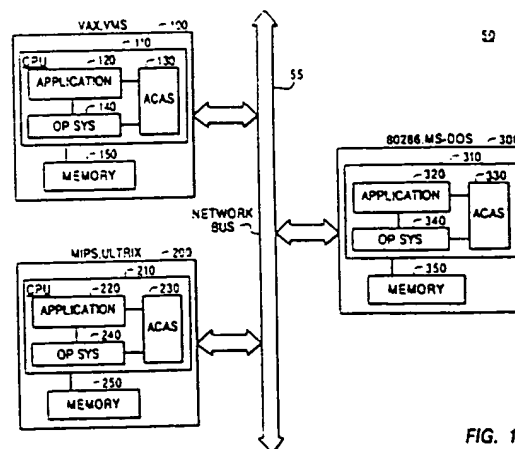 VAX,VMS 100
110
CPU 120 130
APPLICATION
ACAS
140
OP SYS
150
MEMORY
50
55
NETWORK
BUS
80286,MS-DOS 300
310
320 330
APPLICATION
ACAS
340
OP SYS
350
MEMORY
MIPS,ULTRIX 200
210
CPU 220 230
APPLICATION
ACAS
240
OP SYS
250
MEMORY
FIG. 1